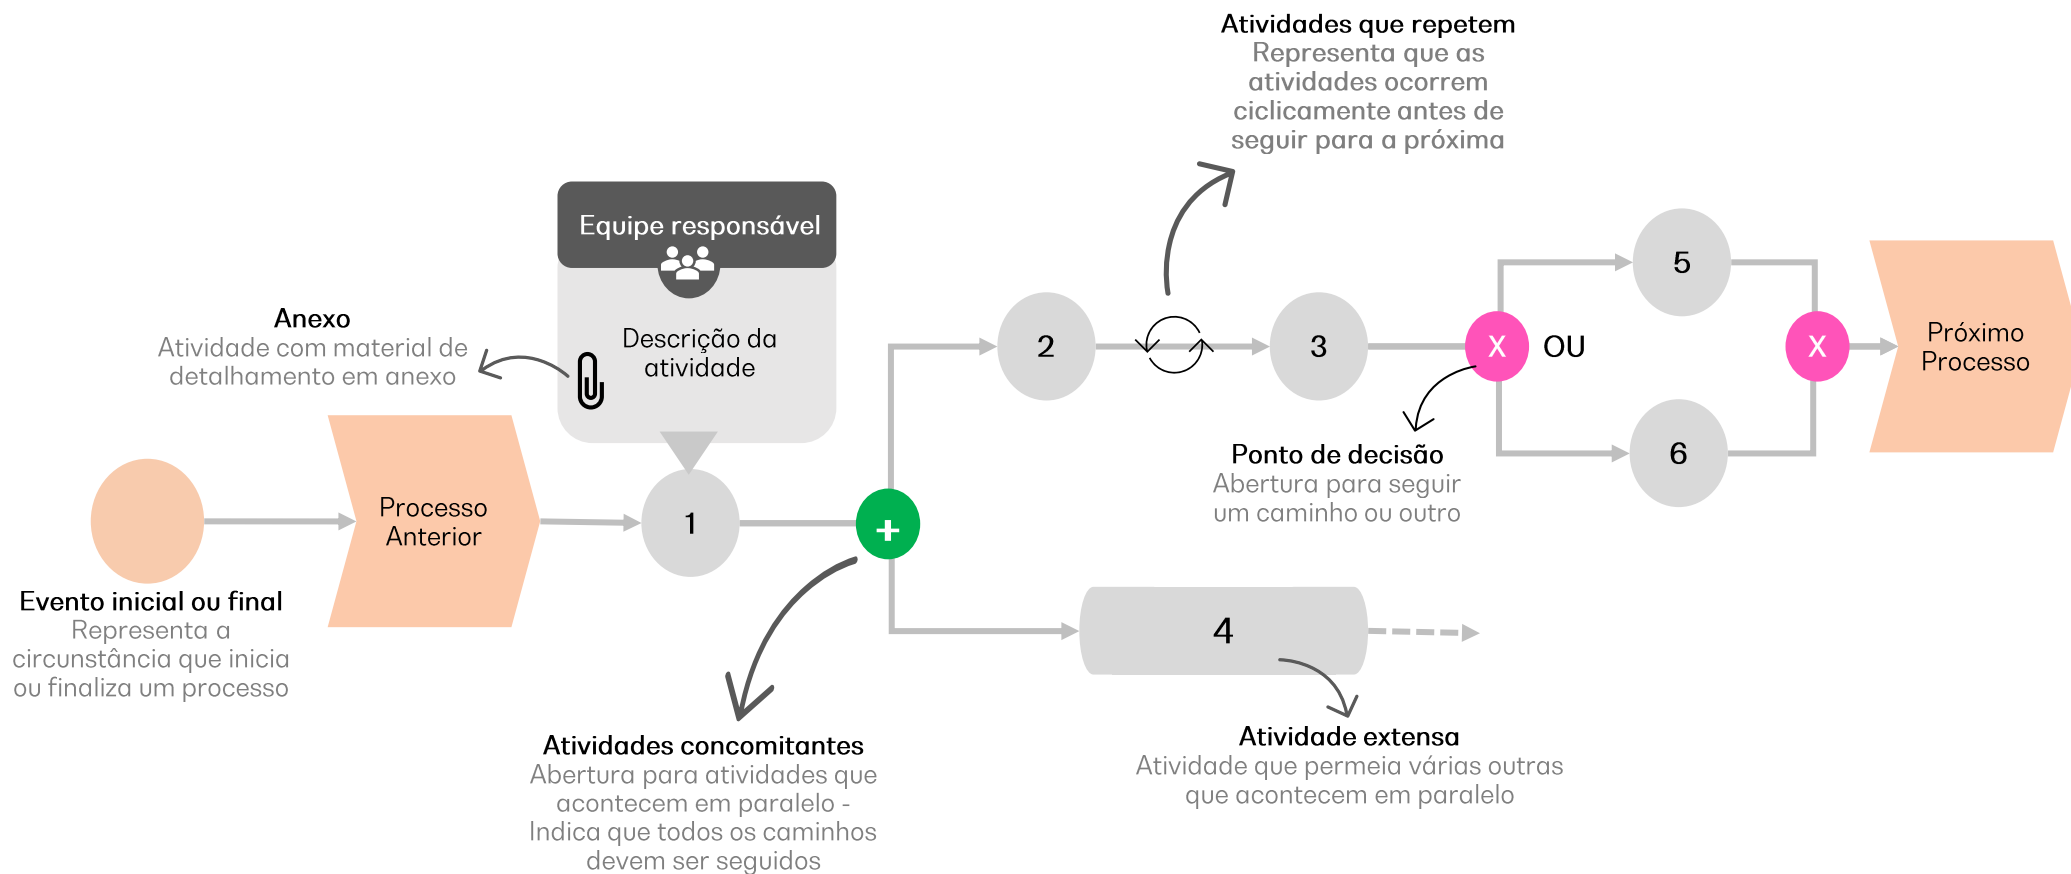 Atividades que repetem
Representa que as
atividades ocorrem
ciclicamente antes de
seguir para a próxima
Equipe responsável
Descrição da
atividade
Anexo
Atividade com material de
detalhamento em anexo
Evento inicial ou final
Representa a
circunstância que inicia
ou finaliza um processo
Processo
Anterior
1
+
Atividades concomitantes
Abertura para atividades que
acontecem em paralelo -
Indica que todos os caminhos
devem ser seguidos
2
3
X
OU
Ponto de decisão
Abertura para seguir
um caminho ou outro
5
6
X
Próximo
Processo
4
Atividade extensa
Atividade que permeia várias outras
que acontecem em paralelo